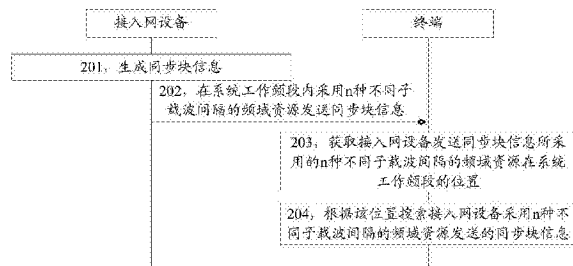 接入网设备
终端
201，生成同步块信息
202，在系统工作频段内采用n种不同子
载波间隔的频域资源发送同步块信息
203，获取接入网设备发送同步块信息所采
用的n种不同子载波间隔的频域资源在系统
工作频段的位置
204，根据该位置搜索接入网设备采用n种不
同子载波间隔的频域资源发送的同步块信息